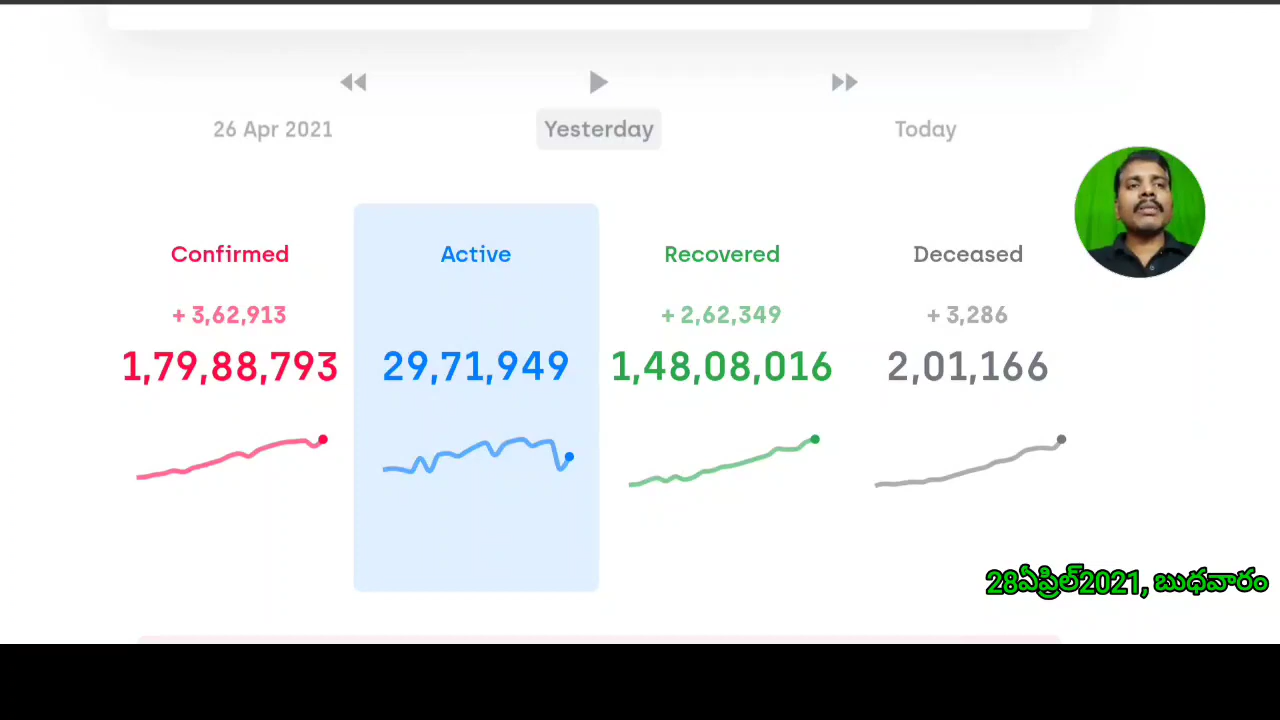 26 Apr 2021 Yesterday Today
Confirmed Active Recovered Deceased
+ 3,62,913 + 2,62,349 + 3,286
1,79,88,793 29,71,949 1,48,08,016 2,01,166
28ఏప్రిల్2021, బుధవారం